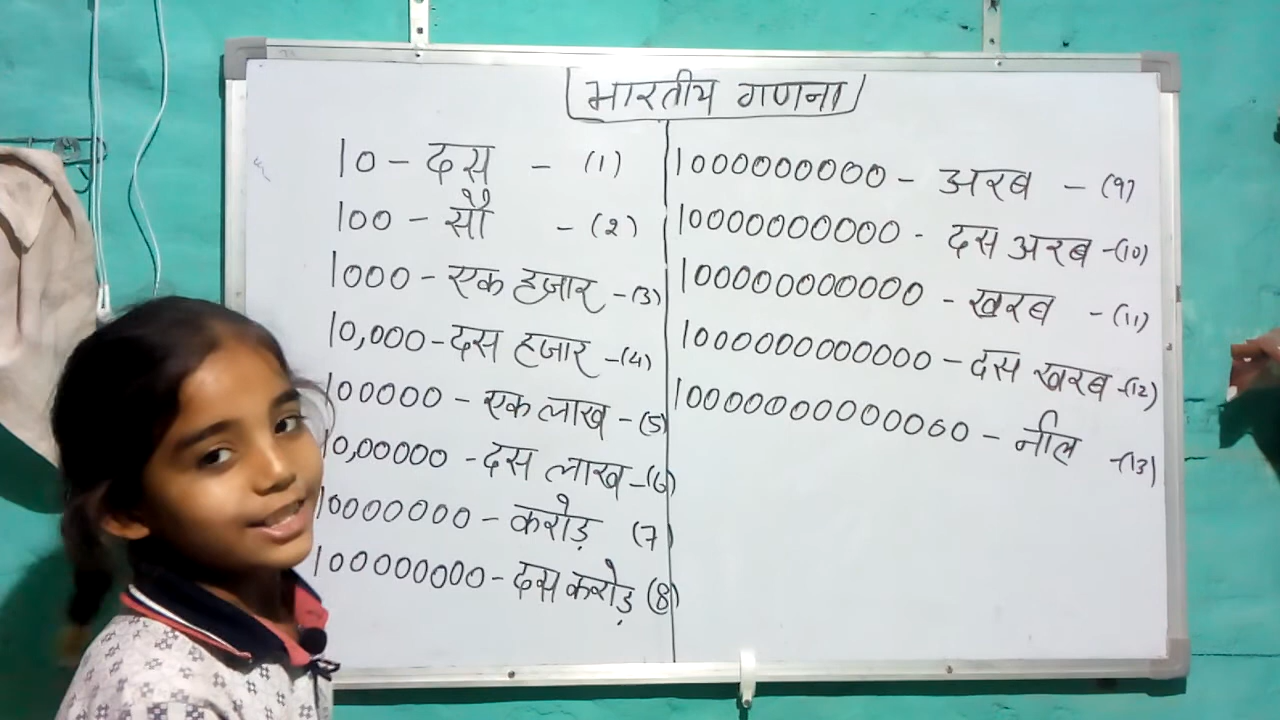 भारतीय गणना
10 - दस - (1)
100 - सौ - (2)
1000 - एक हजार - (3)
10,000 - दस हजार - (4)
100000 - एक लाख - (5)
10,00000 - दस लाख - (6)
10000000 - करोड़ (7)
100000000 - दस करोड़ (8)
1000000000 - अरब - (9)
10000000000 - दस अरब - (10)
100000000000 - खरब - (11)
1000000000000 - दस खरब - (12)
10000000000000 - नील - (13)